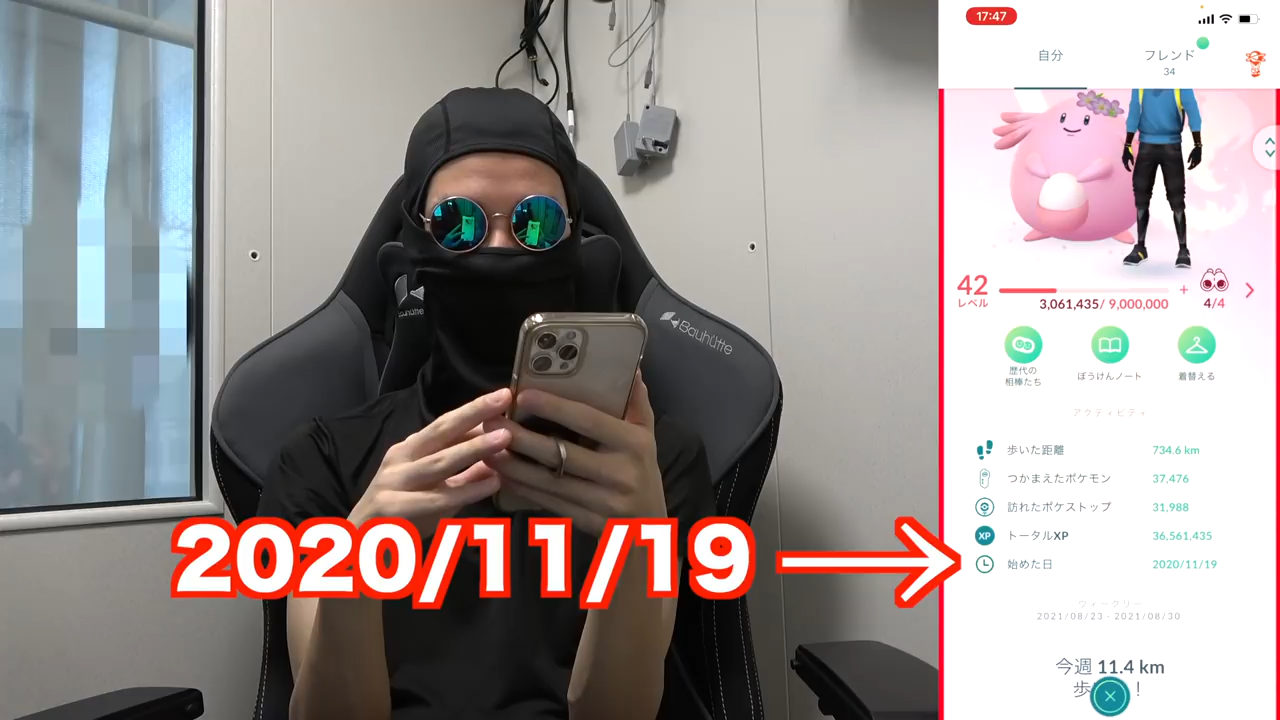 17:47
自分
フレンド
34
Bauhütte
42
レベル
3,061,435/ 9,000,000
4/4
歴代の
相棒たち
ぼうけんノート
着替える
アクティビティ
歩いた距離 734.6 km
つかまえたポケモン 37,476
訪れたポケストップ 31,988
XP トータルXP 36,561,435
始めた日 2020/11/19
2020/11/19
ウィークリー
2021/08/23 - 2021/08/30
今週 11.4 km
歩
!